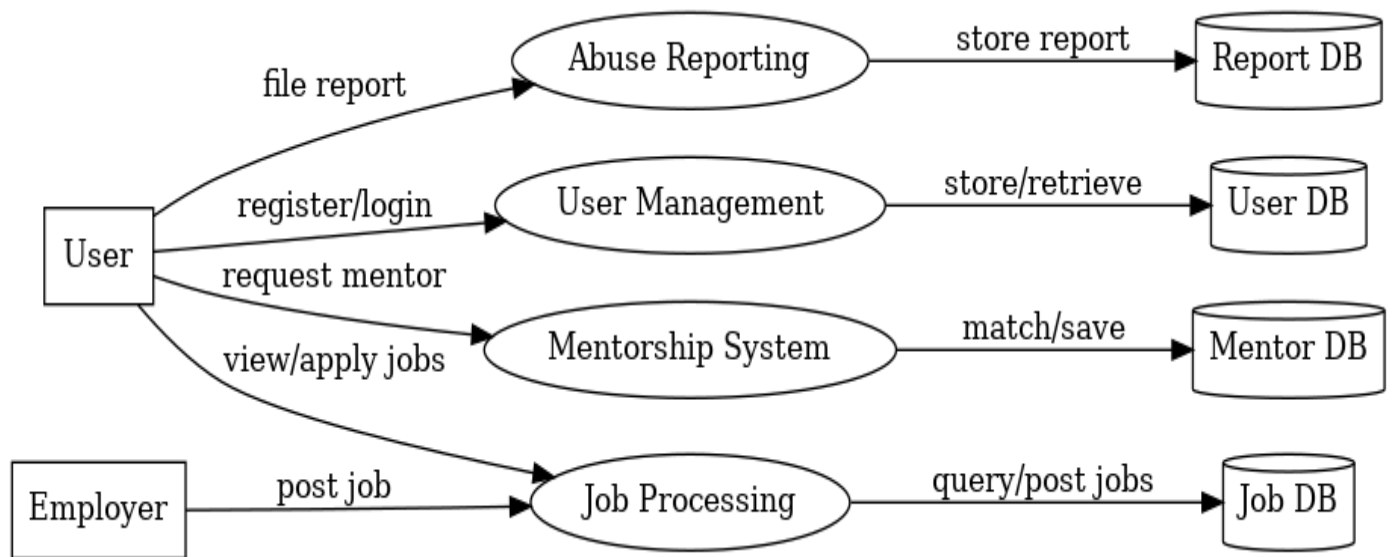 file report
Abuse Reporting
store report
Report DB
User
register/login
User Management
store/retrieve
User DB
request mentor
Mentorship System
match/save
Mentor DB
view/apply jobs
Employer
post job
Job Processing
query/post jobs
Job DB